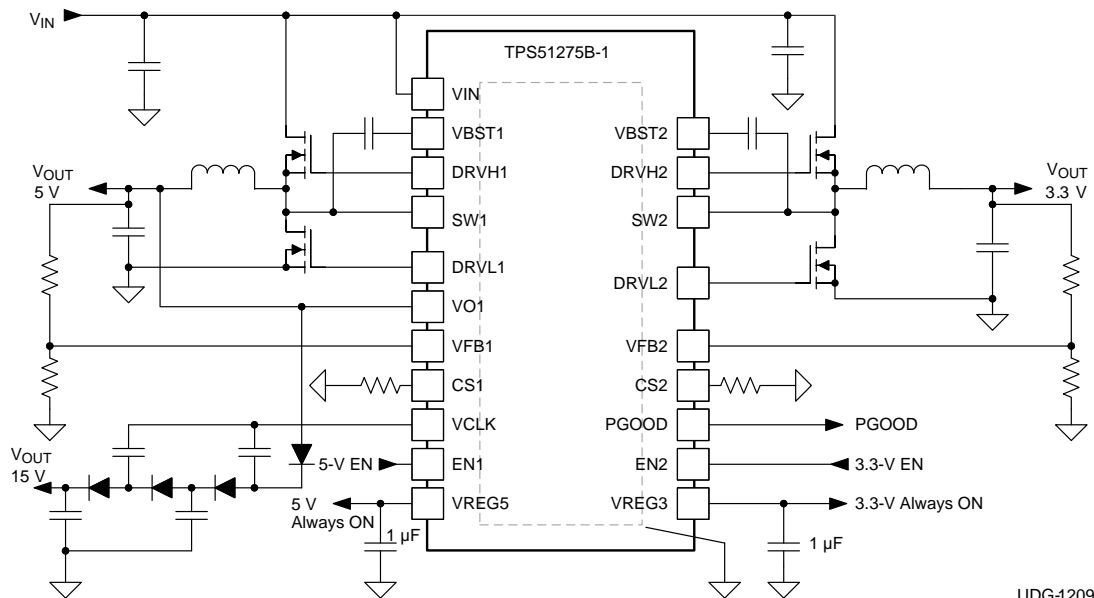 VIN
TPS51275B-1
VIN
VBST1
VBST2
DRVH1
DRVH2
VOUT
5 V
VOUT
3.3 V
SW1
SW2
DRVL1
DRVL2
VO1
VFB1
VFB2
CS1
CS2
VCLK
PGOOD
PGOOD
VOUT
15 V
5-V EN
EN1
EN2
3.3-V EN
5 V
Always ON
VREG5
VREG3
3.3-V Always ON
1 µF
1 µF
UDG-1209